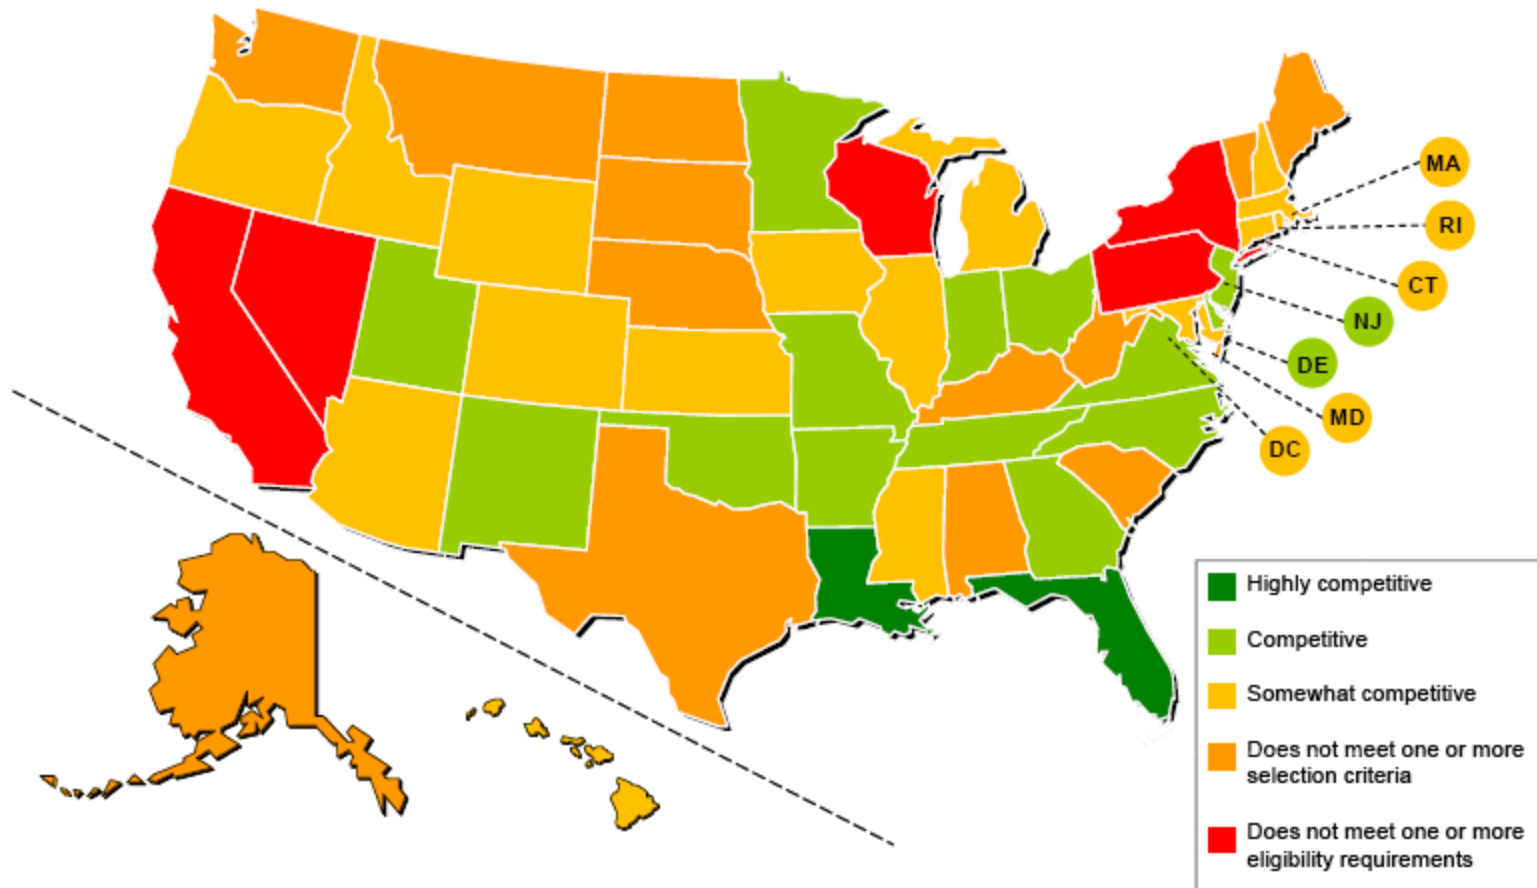 MA
RI
CT
NJ
DE
MD
DC
Highly competitive
Competitive
Somewhat competitive
Does not meet one or more
selection criteria
Does not meet one or more
eligibility requirements